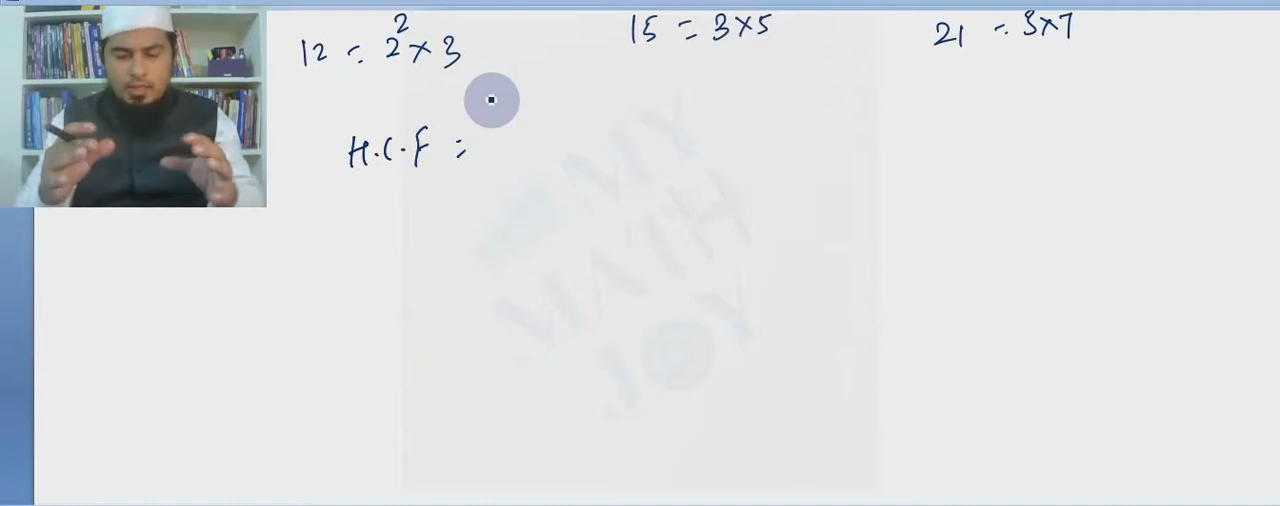 12 = 2² × 3
15 = 3 × 5
21 = 3 × 7
H.C.F =
MY
MATH
JOY